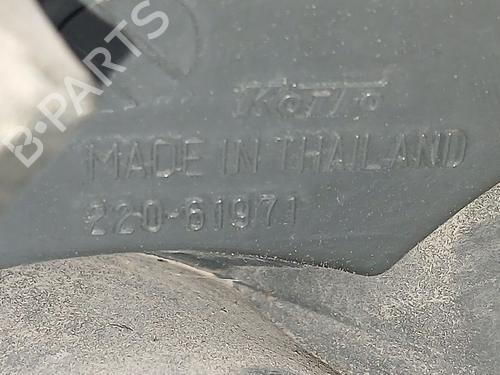 KOITO
MADE IN THAILAND
220-61971
B-PARTS